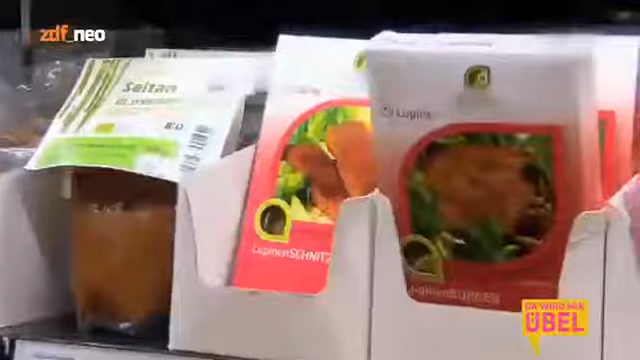 zdf_neo
Seitan
BIO
Lupinen
LupinenSCHNITZ
LupinenBURGER
DA WIRD MIR
ÜBEL